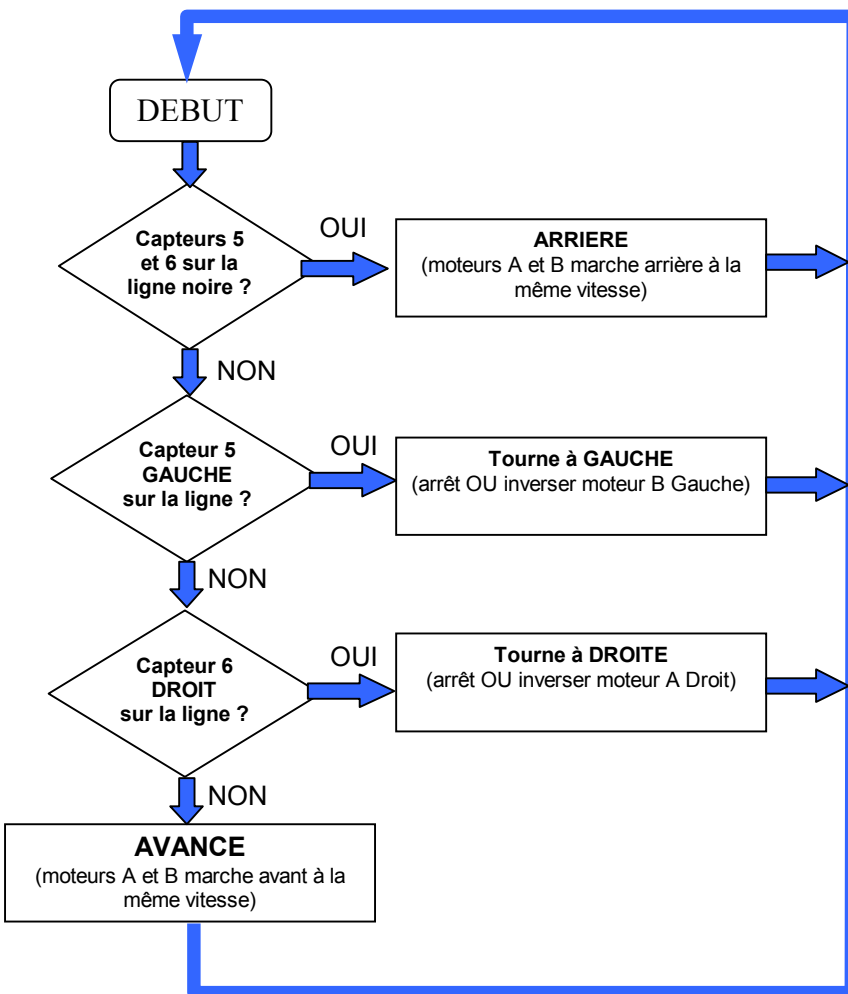 DEBUT
Capteurs 5
et 6 sur la
ligne noire ?
OUI
ARRIERE
(moteurs A et B marche arrière à la
même vitesse)
NON
Capteur 5
GAUCHE
sur la ligne ?
OUI
Tourne à GAUCHE
(arrêt OU inverser moteur B Gauche)
NON
Capteur 6
DROIT
sur la ligne ?
OUI
Tourne à DROITE
(arrêt OU inverser moteur A Droit)
NON
AVANCE
(moteurs A et B marche avant à la
même vitesse)